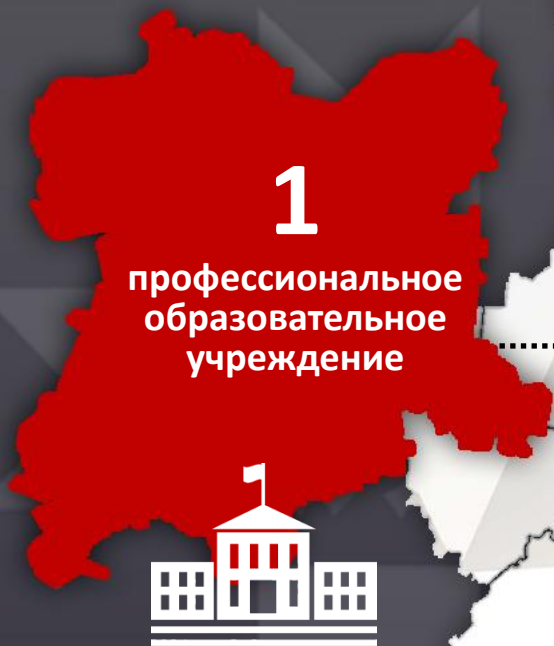 1
профессиональное
образовательное
учреждение